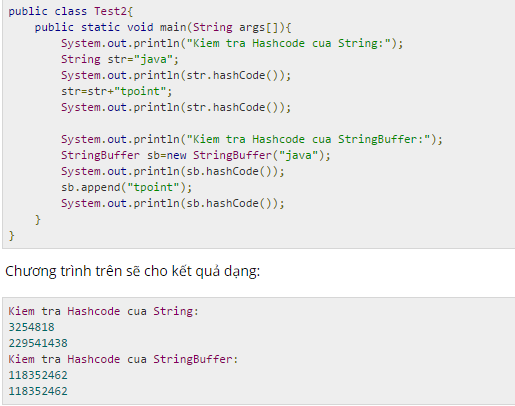 public class Test2{
    public static void main(String args[]){
        System.out.println("Kiem tra Hashcode cua String:");
        String str="java";
        System.out.println(str.hashCode());
        str=str+"tpoint";
        System.out.println(str.hashCode());

        System.out.println("Kiem tra Hashcode cua StringBuffer:");
        StringBuffer sb=new StringBuffer("java");
        System.out.println(sb.hashCode());
        sb.append("tpoint");
        System.out.println(sb.hashCode());
    }
}
Chương trình trên sẽ cho kết quả dạng:
Kiem tra Hashcode cua String:
3254818
229541438
Kiem tra Hashcode cua StringBuffer:
118352462
118352462